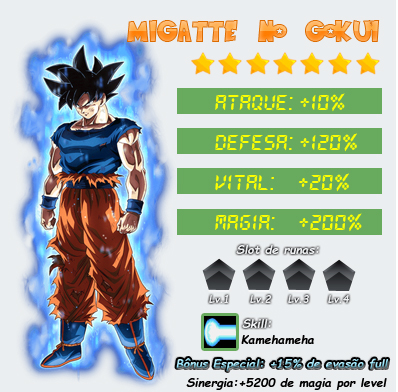 MIGATTE NO GOKUI
ATAQUE: +10%
DEFESA: +120%
VITAL: +20%
MAGIA: +200%
Slot de runas:
Lv.1 Lv.2 Lv.3 Lv.4
Skill:
Kamehameha
Bônus Especial: +15% de evasão full
Sinergia: +5200 de magia por level